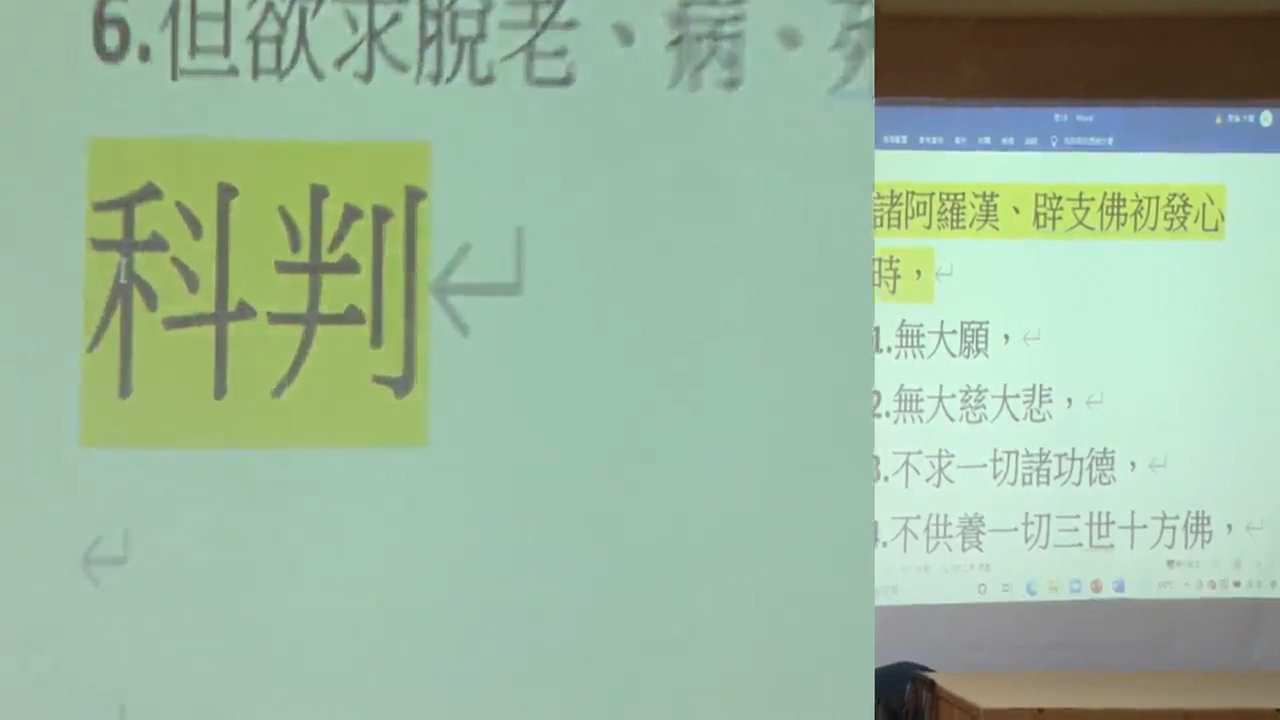 6.但欲求脫老、病、死
科判
諸阿羅漢、辟支佛初發心
時，
1.無大願，
2.無大慈大悲，
3.不求一切諸功德，
4.不供養一切三世十方佛，